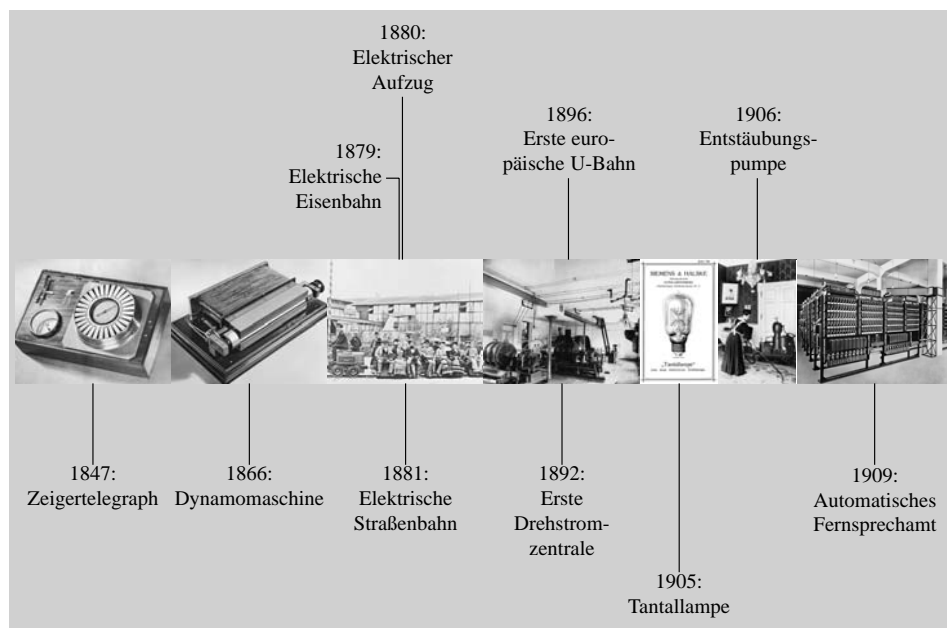 1880:
Elektrischer
Aufzug
1879:
Elektrische
Eisenbahn
1896:
Erste euro-
päische U-Bahn
1906:
Entstäubungs-
pumpe
SIEMENS & HALSKE
„Tantallampe“
1847:
Zeigertelegraph
1866:
Dynamomaschine
1881:
Elektrische
Straßenbahn
1892:
Erste
Drehstrom-
zentrale
1905:
Tantallampe
1909:
Automatisches
Fernsprechamt